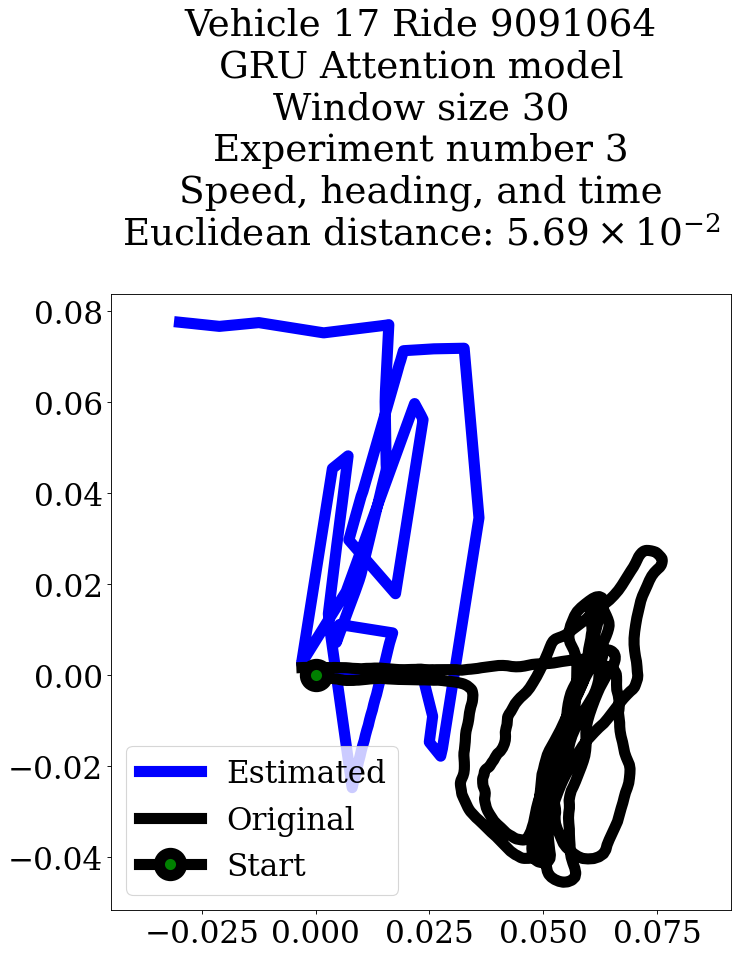 Vehicle 17 Ride 9091064
GRU Attention model
Window size 30
Experiment number 3
Speed, heading, and time
Euclidean distance: 5.69 × 10⁻²
0.08
0.06
0.04
0.02
0.00
−0.02
−0.04
Estimated
Original
Start
−0.025 0.000 0.025 0.050 0.075